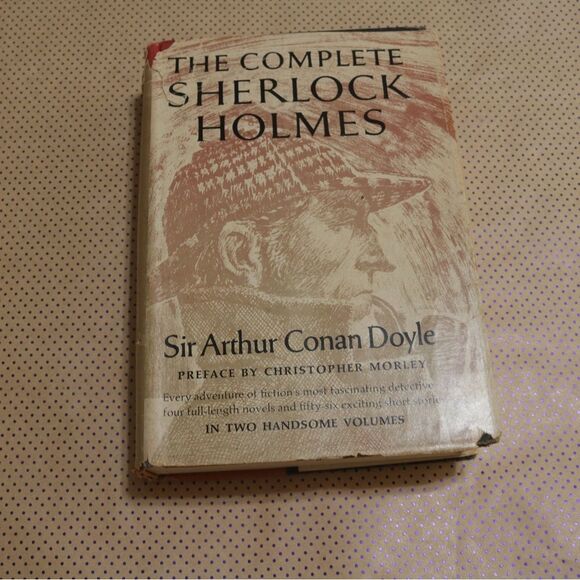 THE COMPLETE
SHERLOCK
HOLMES
Sir Arthur Conan Doyle
PREFACE BY CHRISTOPHER MORLEY
Every adventure of fiction's most fascinating detective
four full-length novels and fifty-six exciting short stories
IN TWO HANDSOME VOLUMES